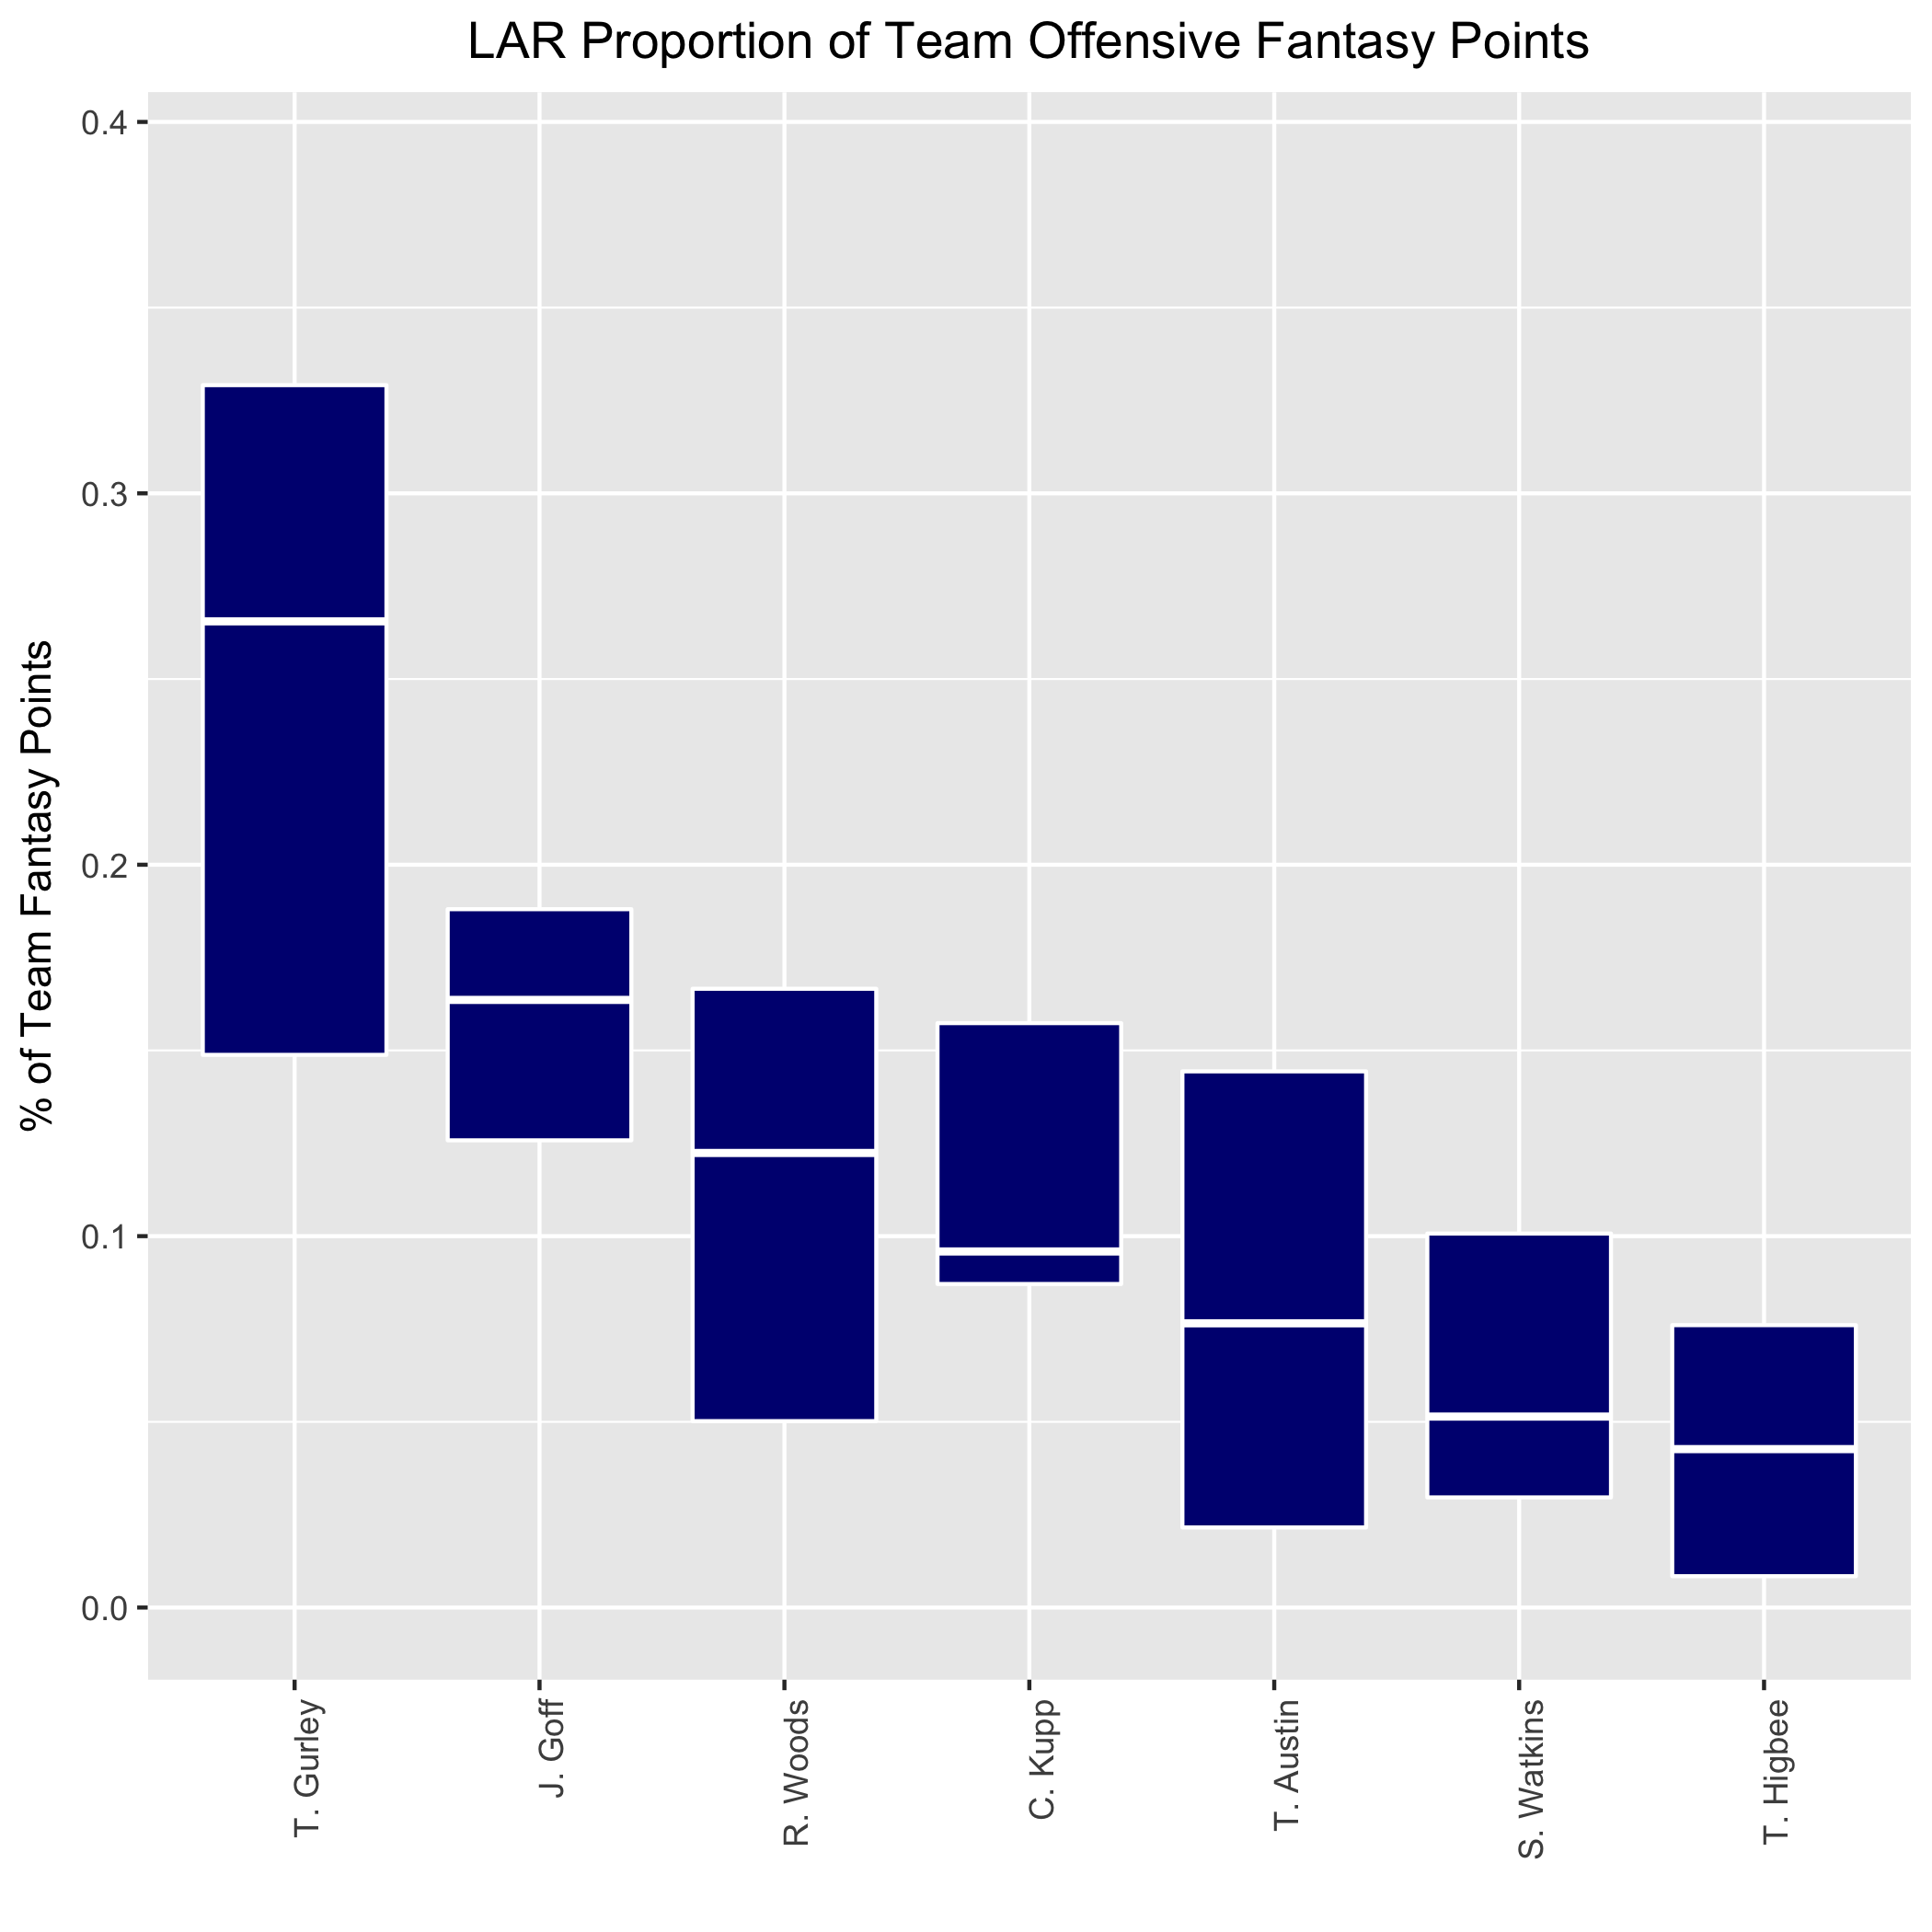 LAR Proportion of Team Offensive Fantasy Points
% of Team Fantasy Points
0.4
0.3
0.2
0.1
0.0
T. Gurley
J. Goff
R. Woods
C. Kupp
T. Austin
S. Watkins
T. Higbee